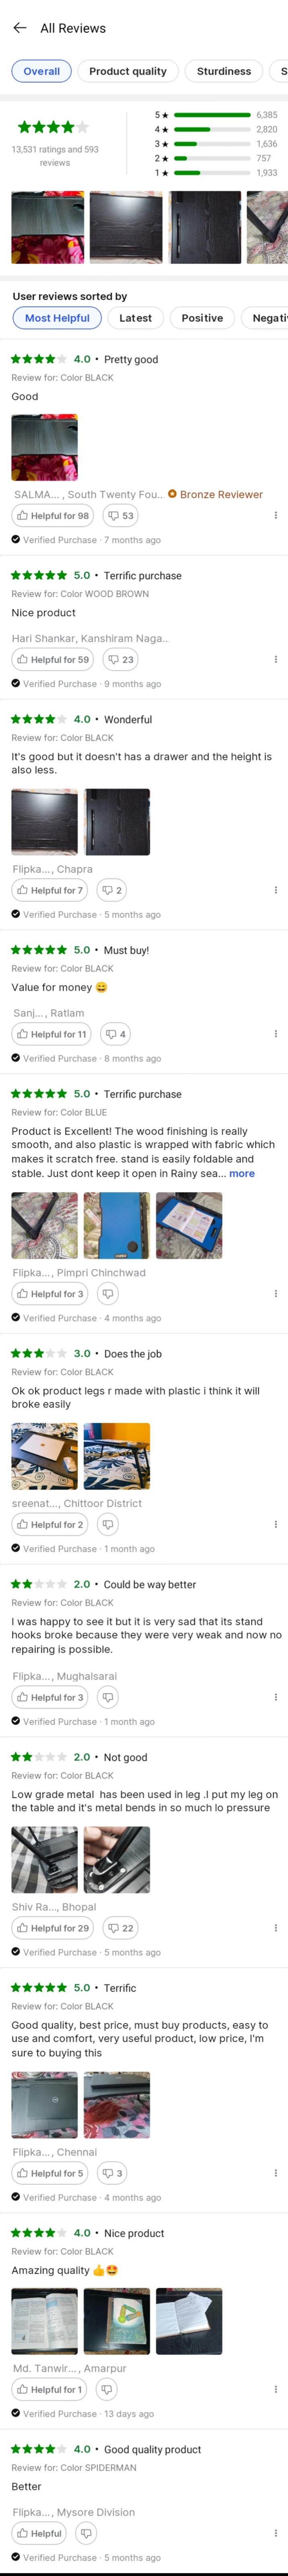 ← All Reviews
Overall Product quality Sturdiness S
★★★★★
13,531 ratings and 593
reviews
5★ 6,385
4★ 2,820
3★ 1,636
2★ 757
1★ 1,933
User reviews sorted by
Most Helpful Latest Positive Negati
★★★★★ 4.0 • Pretty good
Review for: Color BLACK
Good
SALMA... , South Twenty Fou... Bronze Reviewer
Helpful for 98 53
Verified Purchase · 7 months ago
★★★★★ 5.0 • Terrific purchase
Review for: Color WOOD BROWN
Nice product
Hari Shankar, Kanshiram Naga..
Helpful for 59 23
Verified Purchase · 9 months ago
★★★★★ 4.0 • Wonderful
Review for: Color BLACK
It's good but it doesn't has a drawer and the height is
also less.
Flipka... , Chapra
Helpful for 7 2
Verified Purchase · 5 months ago
★★★★★ 5.0 • Must buy!
Review for: Color BLACK
Value for money 😄
Sanj... , Ratlam
Helpful for 11 4
Verified Purchase · 8 months ago
★★★★★ 5.0 • Terrific purchase
Review for: Color BLUE
Product is Excellent! The wood finishing is really
smooth, and also plastic is wrapped with fabric which
makes it scratch free. stand is easily foldable and
stable. Just dont keep it open in Rainy sea... more
Flipka... , Pimpri Chinchwad
Helpful for 3
Verified Purchase · 4 months ago
★★★★★ 3.0 • Does the job
Review for: Color BLACK
Ok ok product legs r made with plastic i think it will
broke easily
sreenat..., Chittoor District
Helpful for 2
Verified Purchase · 1 month ago
★★★★★ 2.0 • Could be way better
Review for: Color BLACK
I was happy to see it but it is very sad that its stand
hooks broke because they were very weak and now no
repairing is possible.
Flipka... , Mughalsarai
Helpful for 3
Verified Purchase · 1 month ago
★★★★★ 2.0 • Not good
Review for: Color BLACK
Low grade metal has been used in leg .I put my leg on
the table and it's metal bends in so much lo pressure
Shiv Ra..., Bhopal
Helpful for 29 22
Verified Purchase · 5 months ago
★★★★★ 5.0 • Terrific
Review for: Color BLACK
Good quality, best price, must buy products, easy to
use and comfort, very useful product, low price, I'm
sure to buying this
Flipka... , Chennai
Helpful for 5 3
Verified Purchase · 4 months ago
★★★★★ 4.0 • Nice product
Review for: Color BLACK
Amazing quality 👍🤩
Md. Tanwir... , Amarpur
Helpful for 1
Verified Purchase · 13 days ago
★★★★★ 4.0 • Good quality product
Review for: Color SPIDERMAN
Better
Flipka... , Mysore Division
Helpful
Verified Purchase · 5 months ago